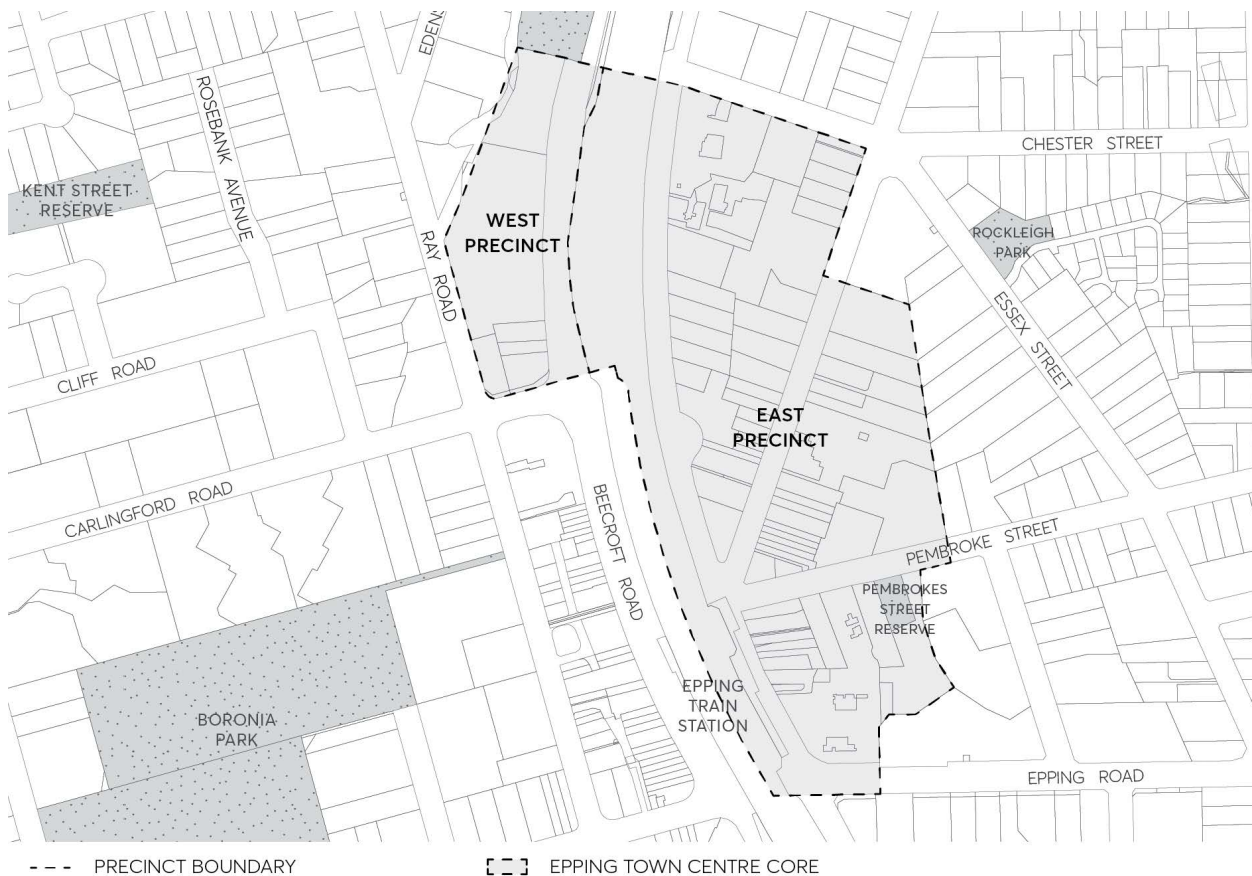 EDENS
ROSEBANK AVENUE
CHESTER STREET
KENT STREET
RESERVE
WEST
PRECINCT
ROCKLEIGH
PARK
RAY ROAD
ESSEX STREET
CLIFF ROAD
EAST
PRECINCT
CARLINGFORD ROAD
BEECROFT ROAD
PEMBROKE STREET
PEMBROKES
STREET
RESERVE
EPPING
TRAIN
STATION
BORONIA
PARK
EPPING ROAD
PRECINCT BOUNDARY
EPPING TOWN CENTRE CORE